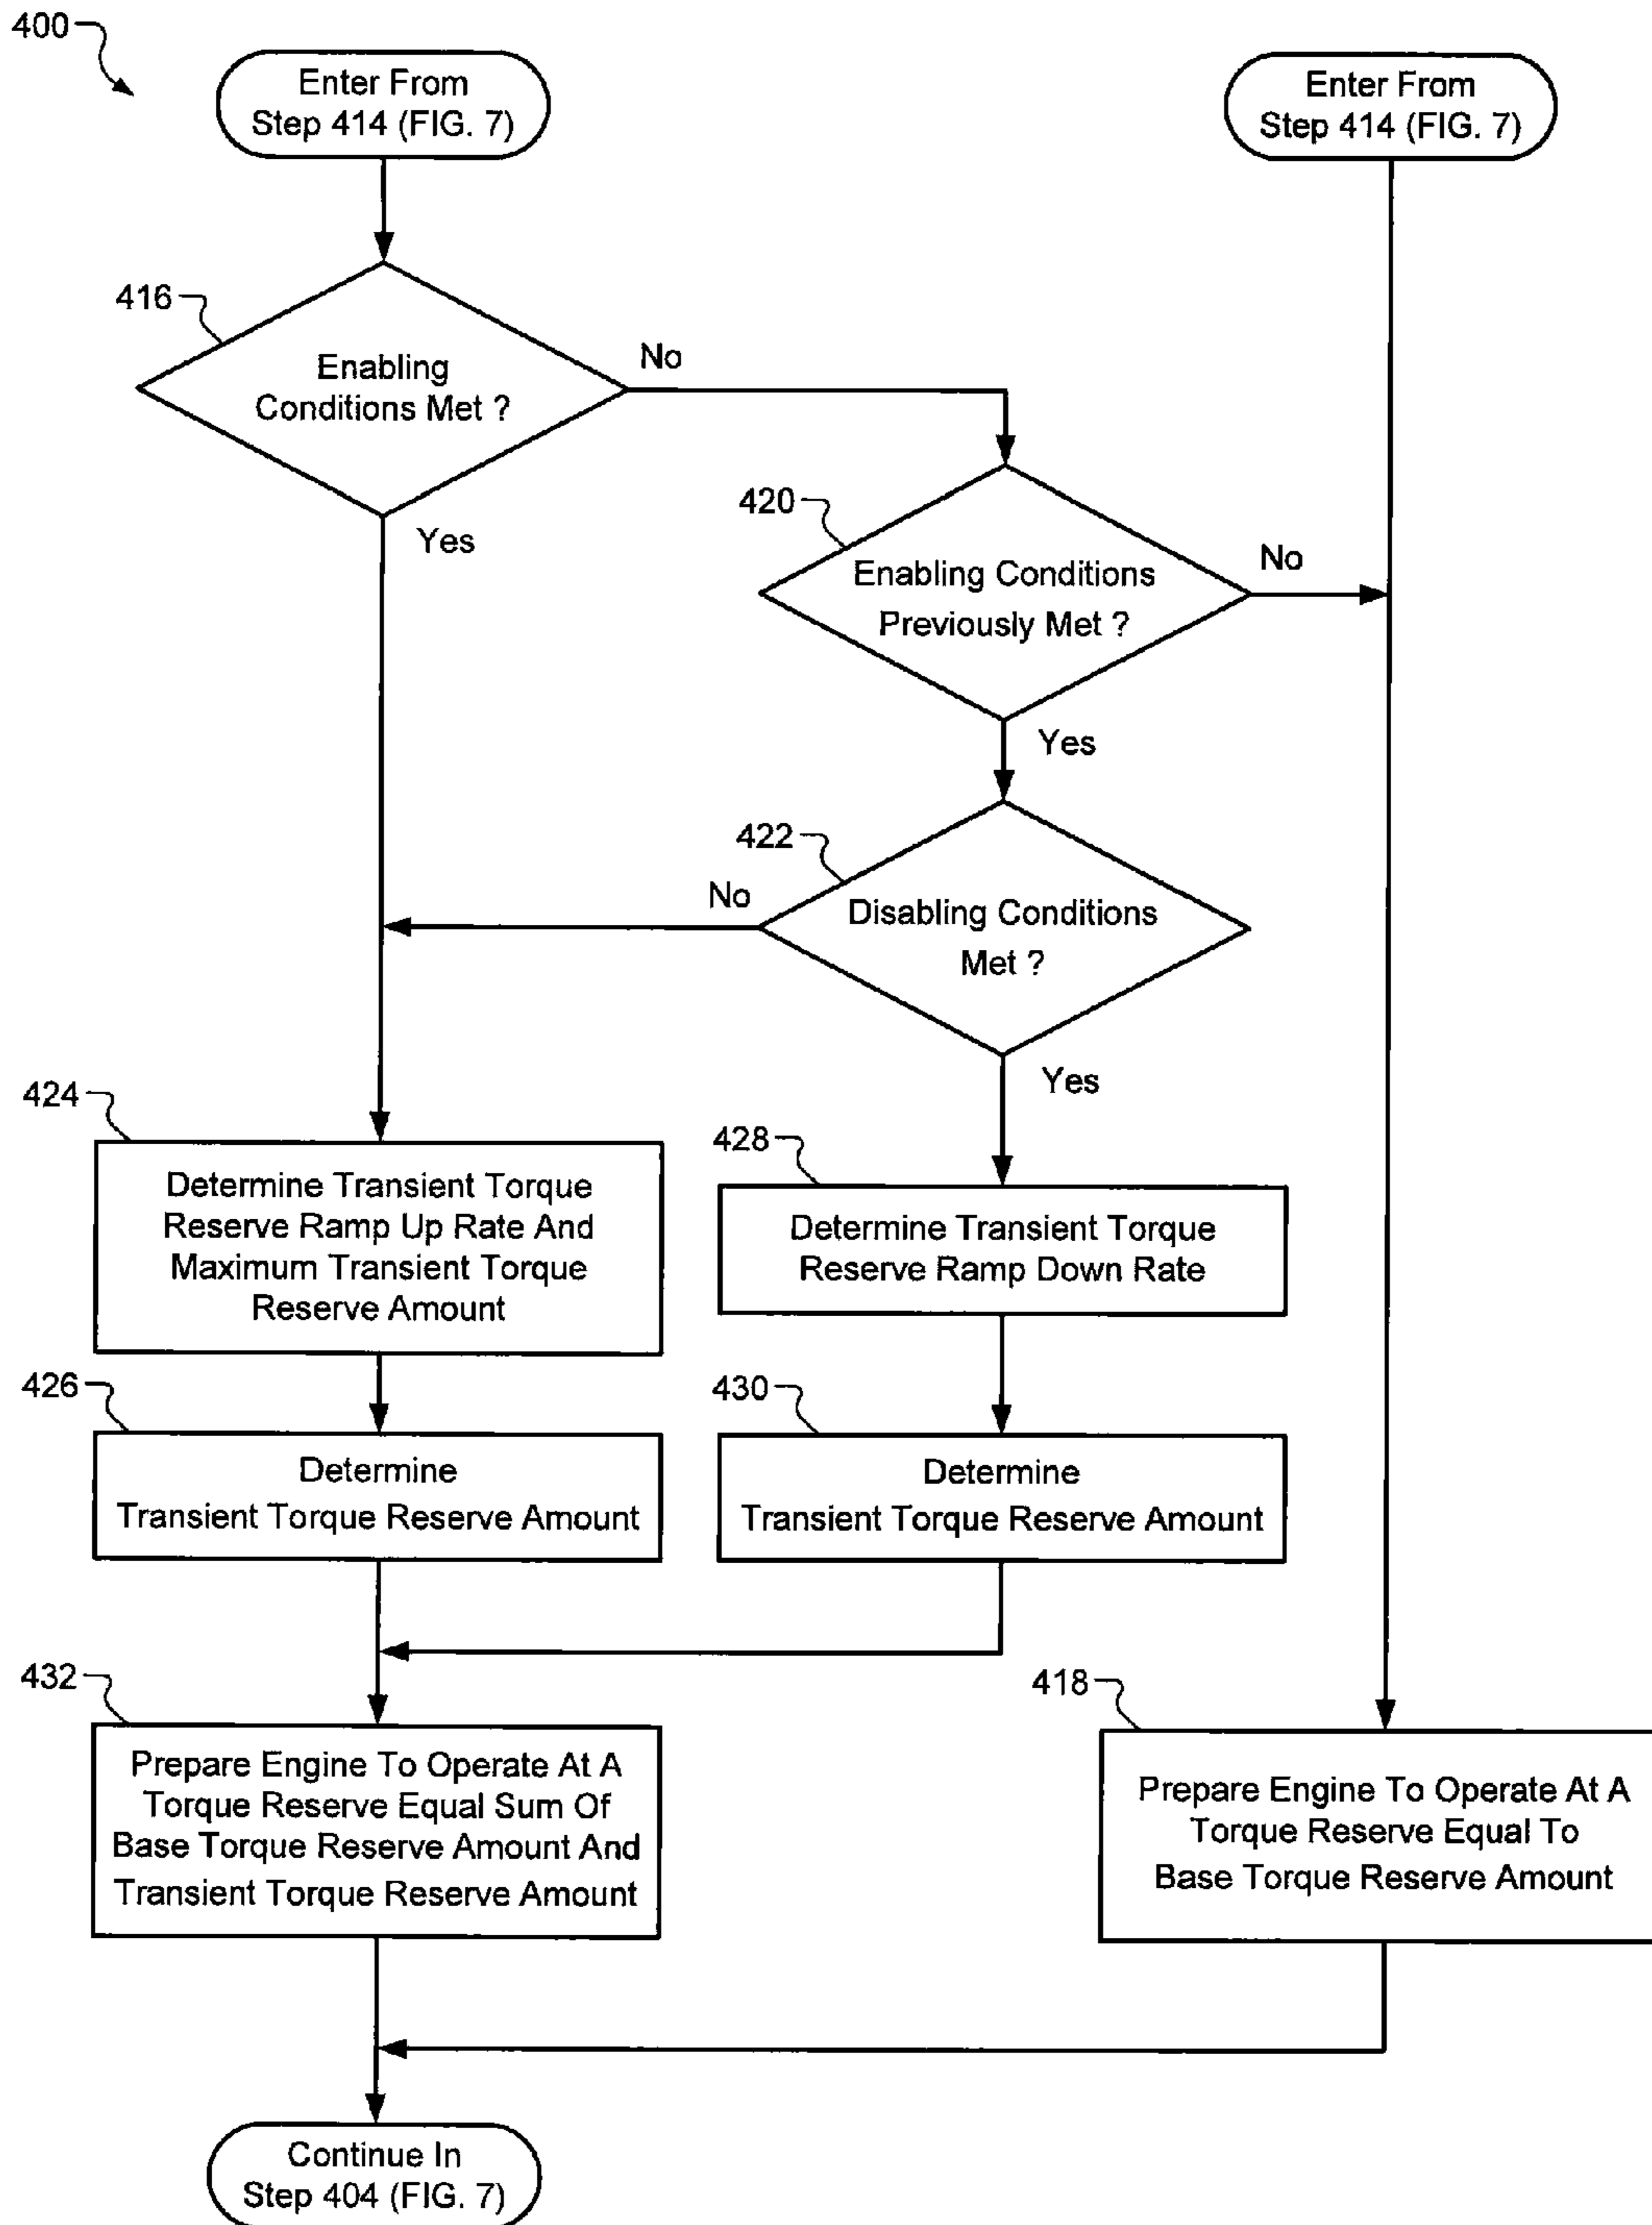 400
Enter From
Step 414 (FIG. 7)
Enter From
Step 414 (FIG. 7)
416
Enabling
Conditions Met ?
No
Yes
420
Enabling Conditions
Previously Met ?
No
Yes
422
Disabling Conditions
Met ?
No
Yes
424
Determine Transient Torque
Reserve Ramp Up Rate And
Maximum Transient Torque
Reserve Amount
428
Determine Transient Torque
Reserve Ramp Down Rate
426
Determine
Transient Torque Reserve Amount
430
Determine
Transient Torque Reserve Amount
432
Prepare Engine To Operate At A
Torque Reserve Equal Sum Of
Base Torque Reserve Amount And
Transient Torque Reserve Amount
418
Prepare Engine To Operate At A
Torque Reserve Equal To
Base Torque Reserve Amount
Continue In
Step 404 (FIG. 7)